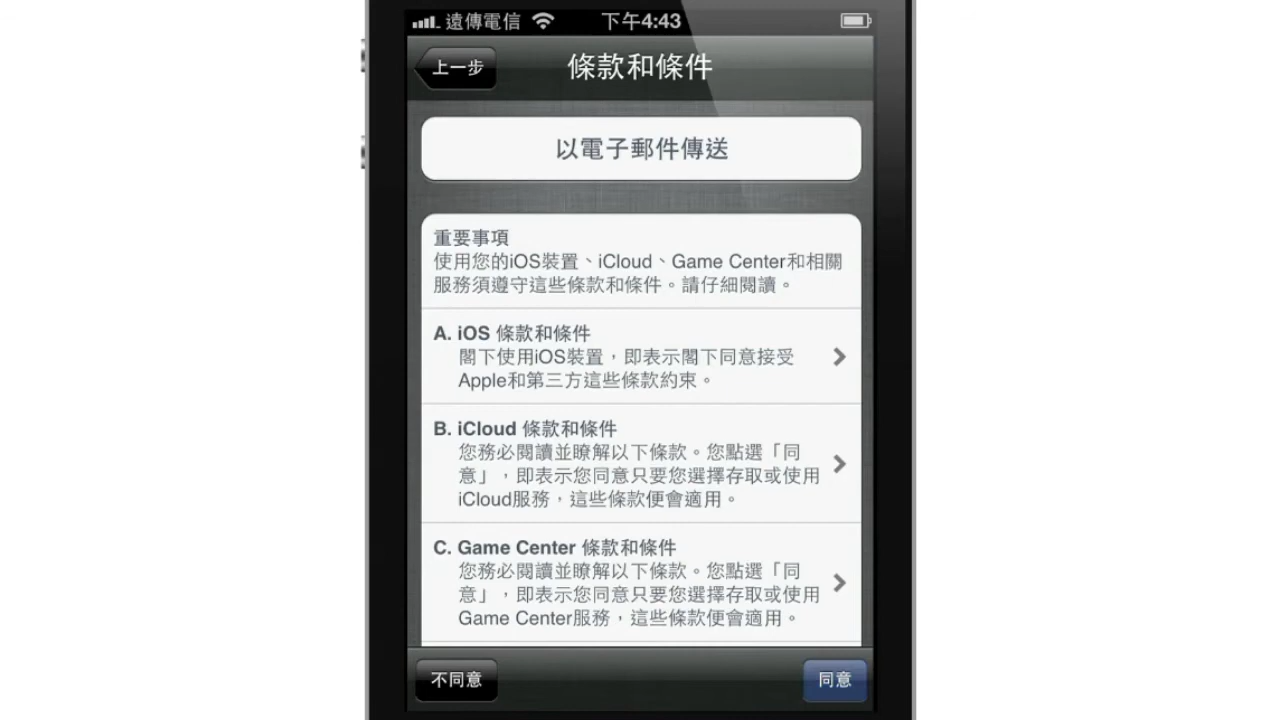 遠傳電信 下午4:43
上一步 條款和條件
以電子郵件傳送
重要事項
使用您的iOS裝置、iCloud、Game Center和相關
服務須遵守這些條款和條件。請仔細閱讀。
A. iOS 條款和條件
閣下使用iOS裝置，即表示閣下同意接受
Apple和第三方這些條款約束。
B. iCloud 條款和條件
您務必閱讀並瞭解以下條款。您點選「同
意」，即表示您同意只要您選擇存取或使用
iCloud服務，這些條款便會適用。
C. Game Center 條款和條件
您務必閱讀並瞭解以下條款。您點選「同
意」，即表示您同意只要您選擇存取或使用
Game Center服務，這些條款便會適用。
不同意 同意